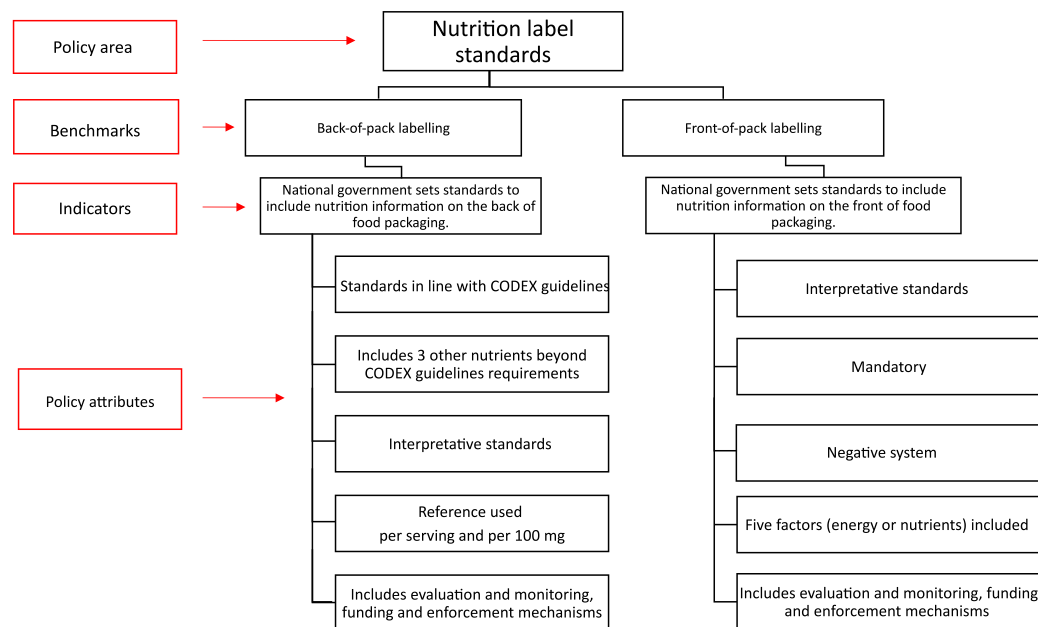 Policy area
Nutrition label
standards
Benchmarks
Back-of-pack labelling
Front-of-pack labelling
Indicators
National government sets standards to
include nutrition information on the back of
food packaging.
National government sets standards to include
nutrition information on the front of food
packaging.
Policy attributes
Standards in line with CODEX guidelines
Includes 3 other nutrients beyond
CODEX guidelines requirements
Interpretative standards
Reference used
per serving and per 100 mg
Includes evaluation and monitoring,
funding and enforcement mechanisms
Interpretative standards
Mandatory
Negative system
Five factors (energy or nutrients) included
Includes evaluation and monitoring, funding
and enforcement mechanisms